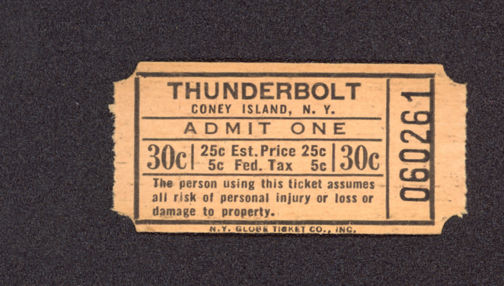 THUNDERBOLT
CONEY ISLAND, N. Y.
ADMIT ONE
30c 25c Est. Price 25c 30c
5c Fed. Tax 5c
The person using this ticket assumes
all risk of personal injury or loss or
damage to property.
N.Y. GLOBE TICKET CO., INC.
060261